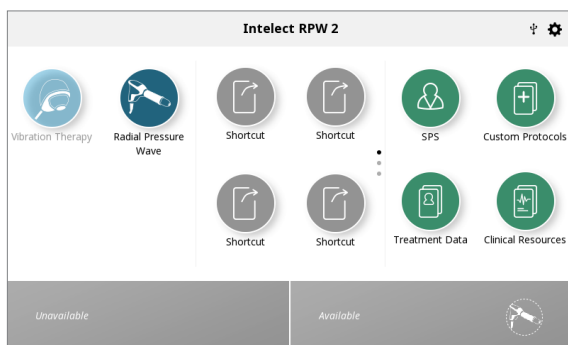 Intelect RPW 2
Vibration Therapy
Radial Pressure
Wave
Shortcut
Shortcut
SPS
Custom Protocols
Shortcut
Shortcut
Treatment Data
Clinical Resources
Unavailable
Available